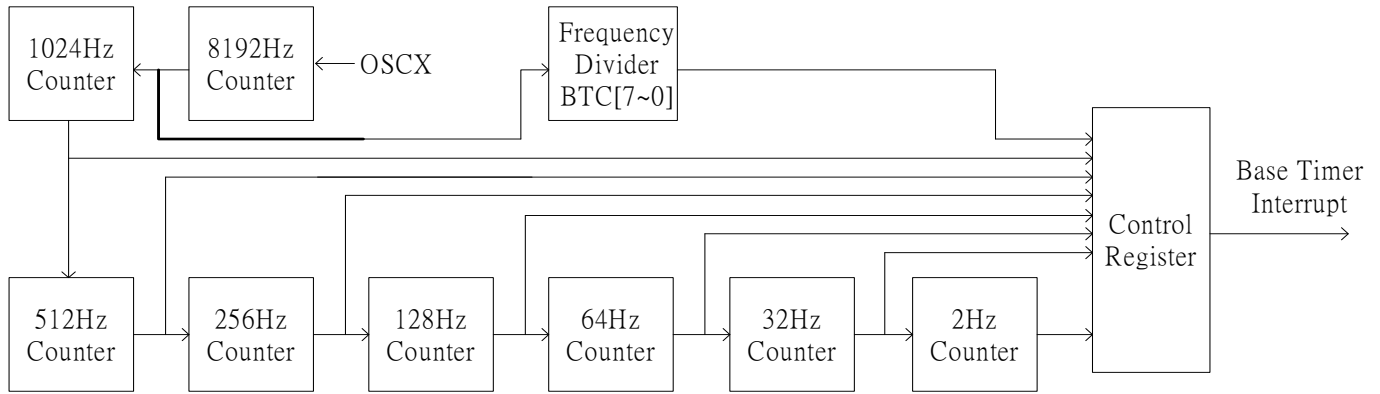 1024Hz
Counter
8192Hz
Counter
OSCX
Frequency
Divider
BTC[7~0]
Base Timer
Interrupt
Control
Register
512Hz
Counter
256Hz
Counter
128Hz
Counter
64Hz
Counter
32Hz
Counter
2Hz
Counter